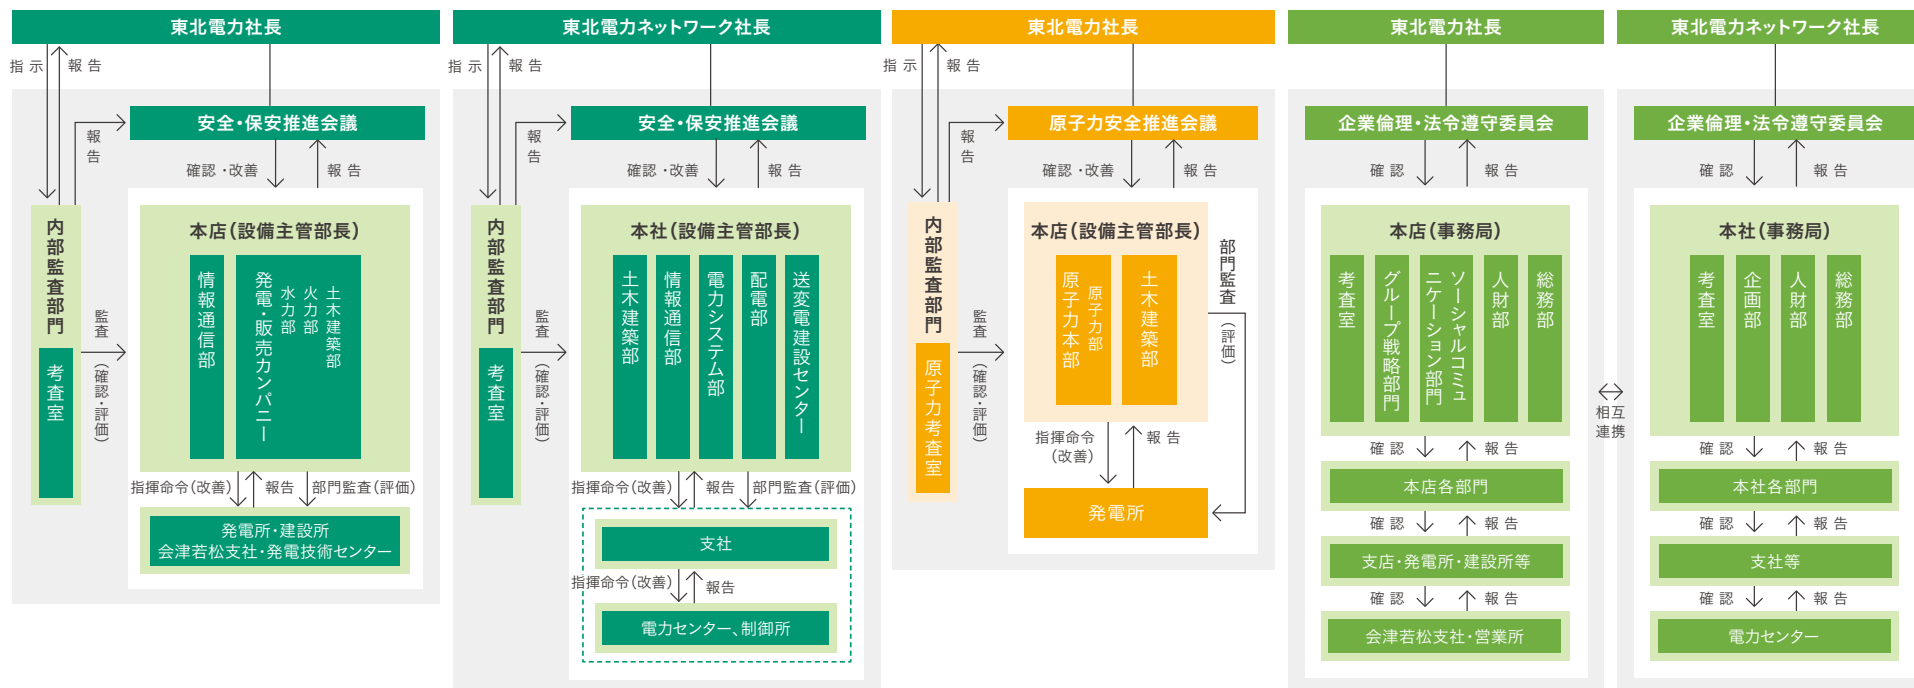 東北電力社長
指示
報告
安全・保安推進会議
報告
確認・改善
報告
内部監査部門
考査室
監査
（確認・評価）
本店（設備主管部長）
情報通信部
発電・販売カンパニー
水力部
火力部
土木建築部
指揮命令（改善）
報告
部門監査（評価）
発電所・建設所
会津若松支社・発電技術センター
東北電力ネットワーク社長
指示
報告
安全・保安推進会議
報告
確認・改善
報告
内部監査部門
考査室
監査
（確認・評価）
本社（設備主管部長）
土木建築部
情報通信部
電力システム部
配電部
送変電建設センター
指揮命令（改善）
報告
部門監査（評価）
支社
指揮命令（改善）
報告
電力センター、制御所
東北電力社長
指示
報告
原子力安全推進会議
報告
確認・改善
報告
内部監査部門
原子力考査室
監査
（確認・評価）
本店（設備主管部長）
原子力本部
原子力部
土木建築部
部門監査
（評価）
指揮命令
（改善）
報告
発電所
東北電力社長
企業倫理・法令遵守委員会
確認
報告
本店（事務局）
考査室
グループ戦略部門
ソーシャルコミュ
ニケーション部門
人財部
総務部
確認
報告
本店各部門
確認
報告
支店・発電所・建設所等
確認
報告
会津若松支社・営業所
相互
連携
東北電力ネットワーク社長
企業倫理・法令遵守委員会
確認
報告
本社（事務局）
考査室
企画部
人財部
総務部
確認
報告
本社各部門
確認
報告
支社等
確認
報告
電力センター